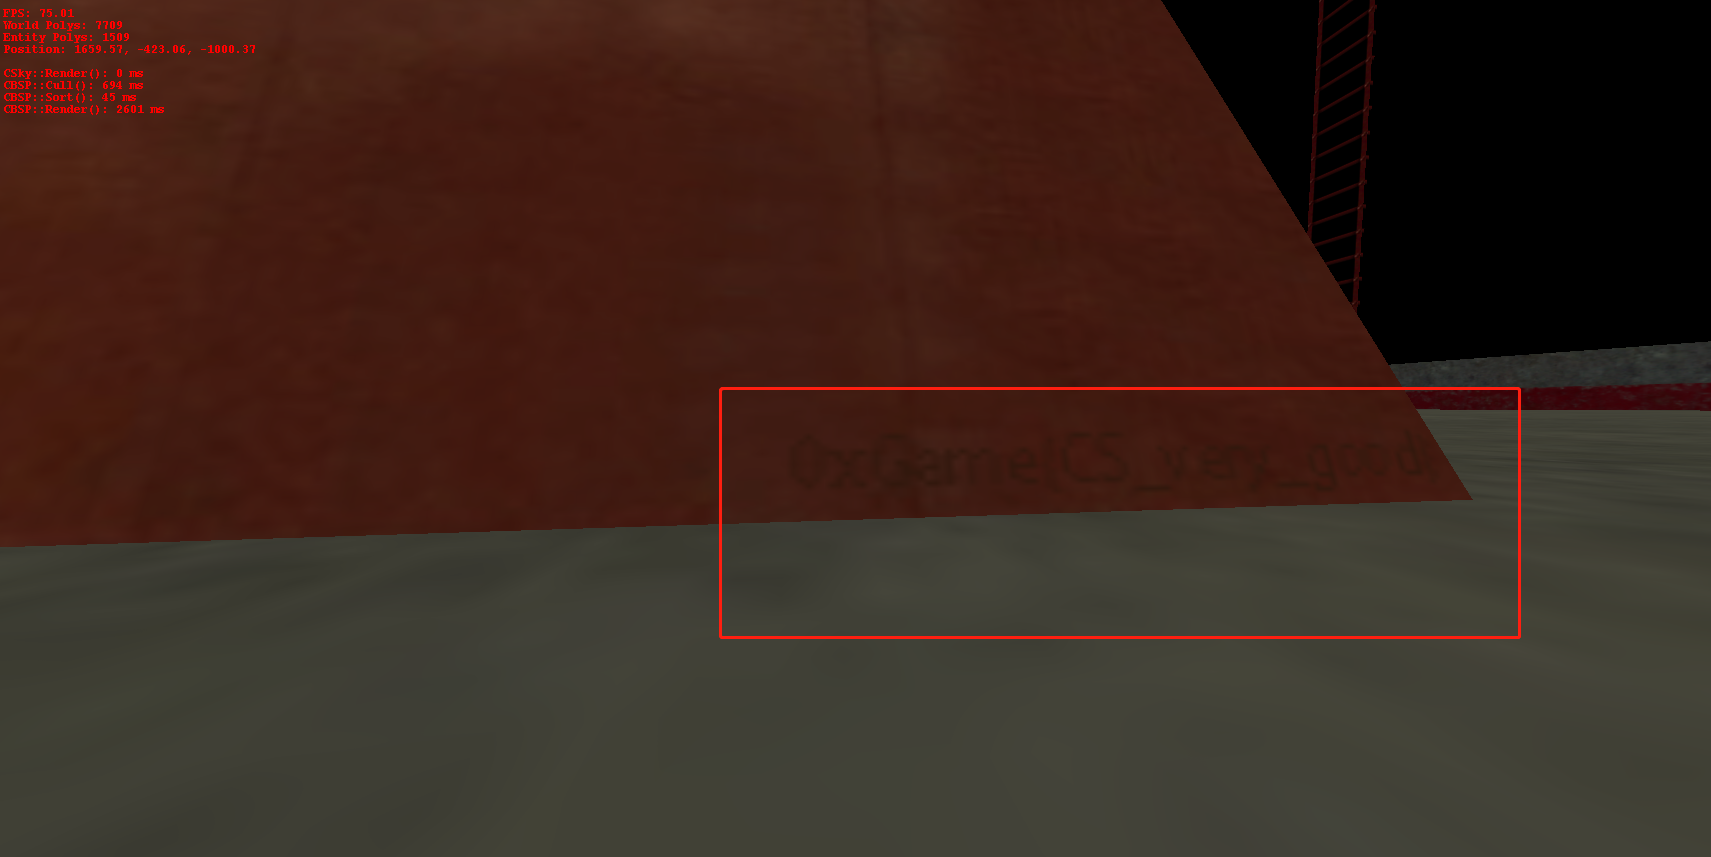 FPS: 75.01
World Polys: 7709
Entity Polys: 1509
Position: 1659.57, -423.06, -1000.37
CSky::Render(): 0 ms
CBSP::Cull(): 694 ms
CBSP::Sort(): 45 ms
CBSP::Render(): 2601 ms
0xGame{CS_very_good}